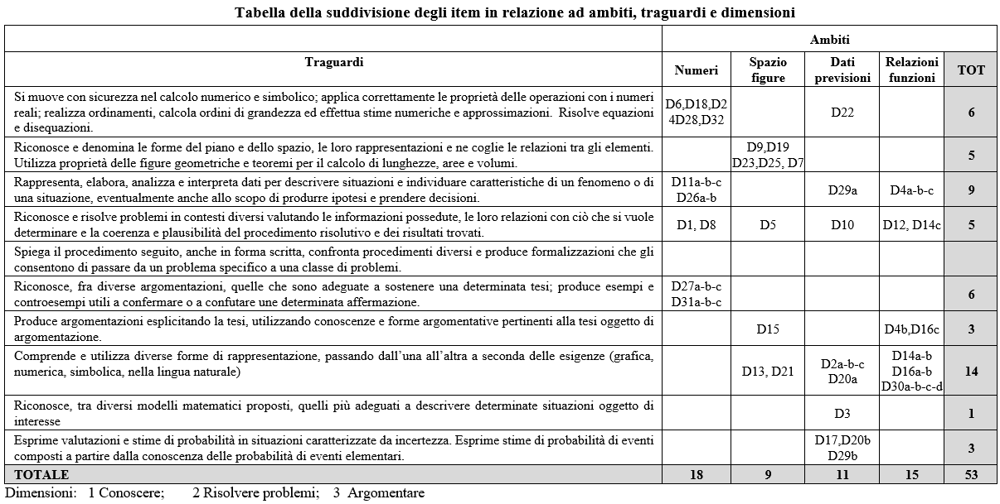 Tabella della suddivisione degli item in relazione ad ambiti, traguardi e dimensioni
Ambiti
Traguardi
Numeri
Spazio
figure
Dati
previsioni
Relazioni
funzioni
TOT
Si muove con sicurezza nel calcolo numerico e simbolico; applica correttamente le proprietà delle operazioni con i numeri
reali; realizza ordinamenti, calcola ordini di grandezza ed effettua stime numeriche e approssimazioni. Risolve equazioni
e disequazioni.
D6,D18,D2
4D28,D32
D22
6
Riconosce e denomina le forme del piano e dello spazio, le loro rappresentazioni e ne coglie le relazioni tra gli elementi.
Utilizza proprietà delle figure geometriche e teoremi per il calcolo di lunghezze, aree e volumi.
D9,D19
D23,D25, D7
5
Rappresenta, elabora, analizza e interpreta dati per descrivere situazioni e individuare caratteristiche di un fenomeno o di
una situazione, eventualmente anche allo scopo di produrre ipotesi e prendere decisioni.
D11a-b-c
D26a-b
D29a
D4a-b-c
9
Riconosce e risolve problemi in contesti diversi valutando le informazioni possedute, le loro relazioni con ciò che si vuole
determinare e la coerenza e plausibilità del procedimento risolutivo e dei risultati trovati.
D1, D8
D5
D10
D12, D14c
5
Spiega il procedimento seguito, anche in forma scritta, confronta procedimenti diversi e produce formalizzazioni che gli
consentono di passare da un problema specifico a una classe di problemi.
Riconosce, fra diverse argomentazioni, quelle che sono adeguate a sostenere una determinata tesi; produce esempi e
controesempi utili a confermare o a confutare una determinata affermazione.
D27a-b-c
D31a-b-c
6
Produce argomentazioni esplicitando la tesi, utilizzando conoscenze e forme argomentative pertinenti alla tesi oggetto di
argomentazione.
D15
D4b,D16c
3
Comprende e utilizza diverse forme di rappresentazione, passando dall’una all’altra a seconda delle esigenze (grafica,
numerica, simbolica, nella lingua naturale)
D13, D21
D2a-b-c
D20a
D14a-b
D16a-b
D30a-b-c-d
14
Riconosce, tra diversi modelli matematici proposti, quelli più adeguati a descrivere determinate situazioni oggetto di
interesse
D3
1
Esprime valutazioni e stime di probabilità in situazioni caratterizzate da incertezza. Esprime stime di probabilità di eventi
composti a partire dalla conoscenza delle probabilità di eventi elementari.
D17,D20b
D29b
3
TOTALE
18
9
11
15
53
Dimensioni: 1 Conoscere; 2 Risolvere problemi; 3 Argomentare